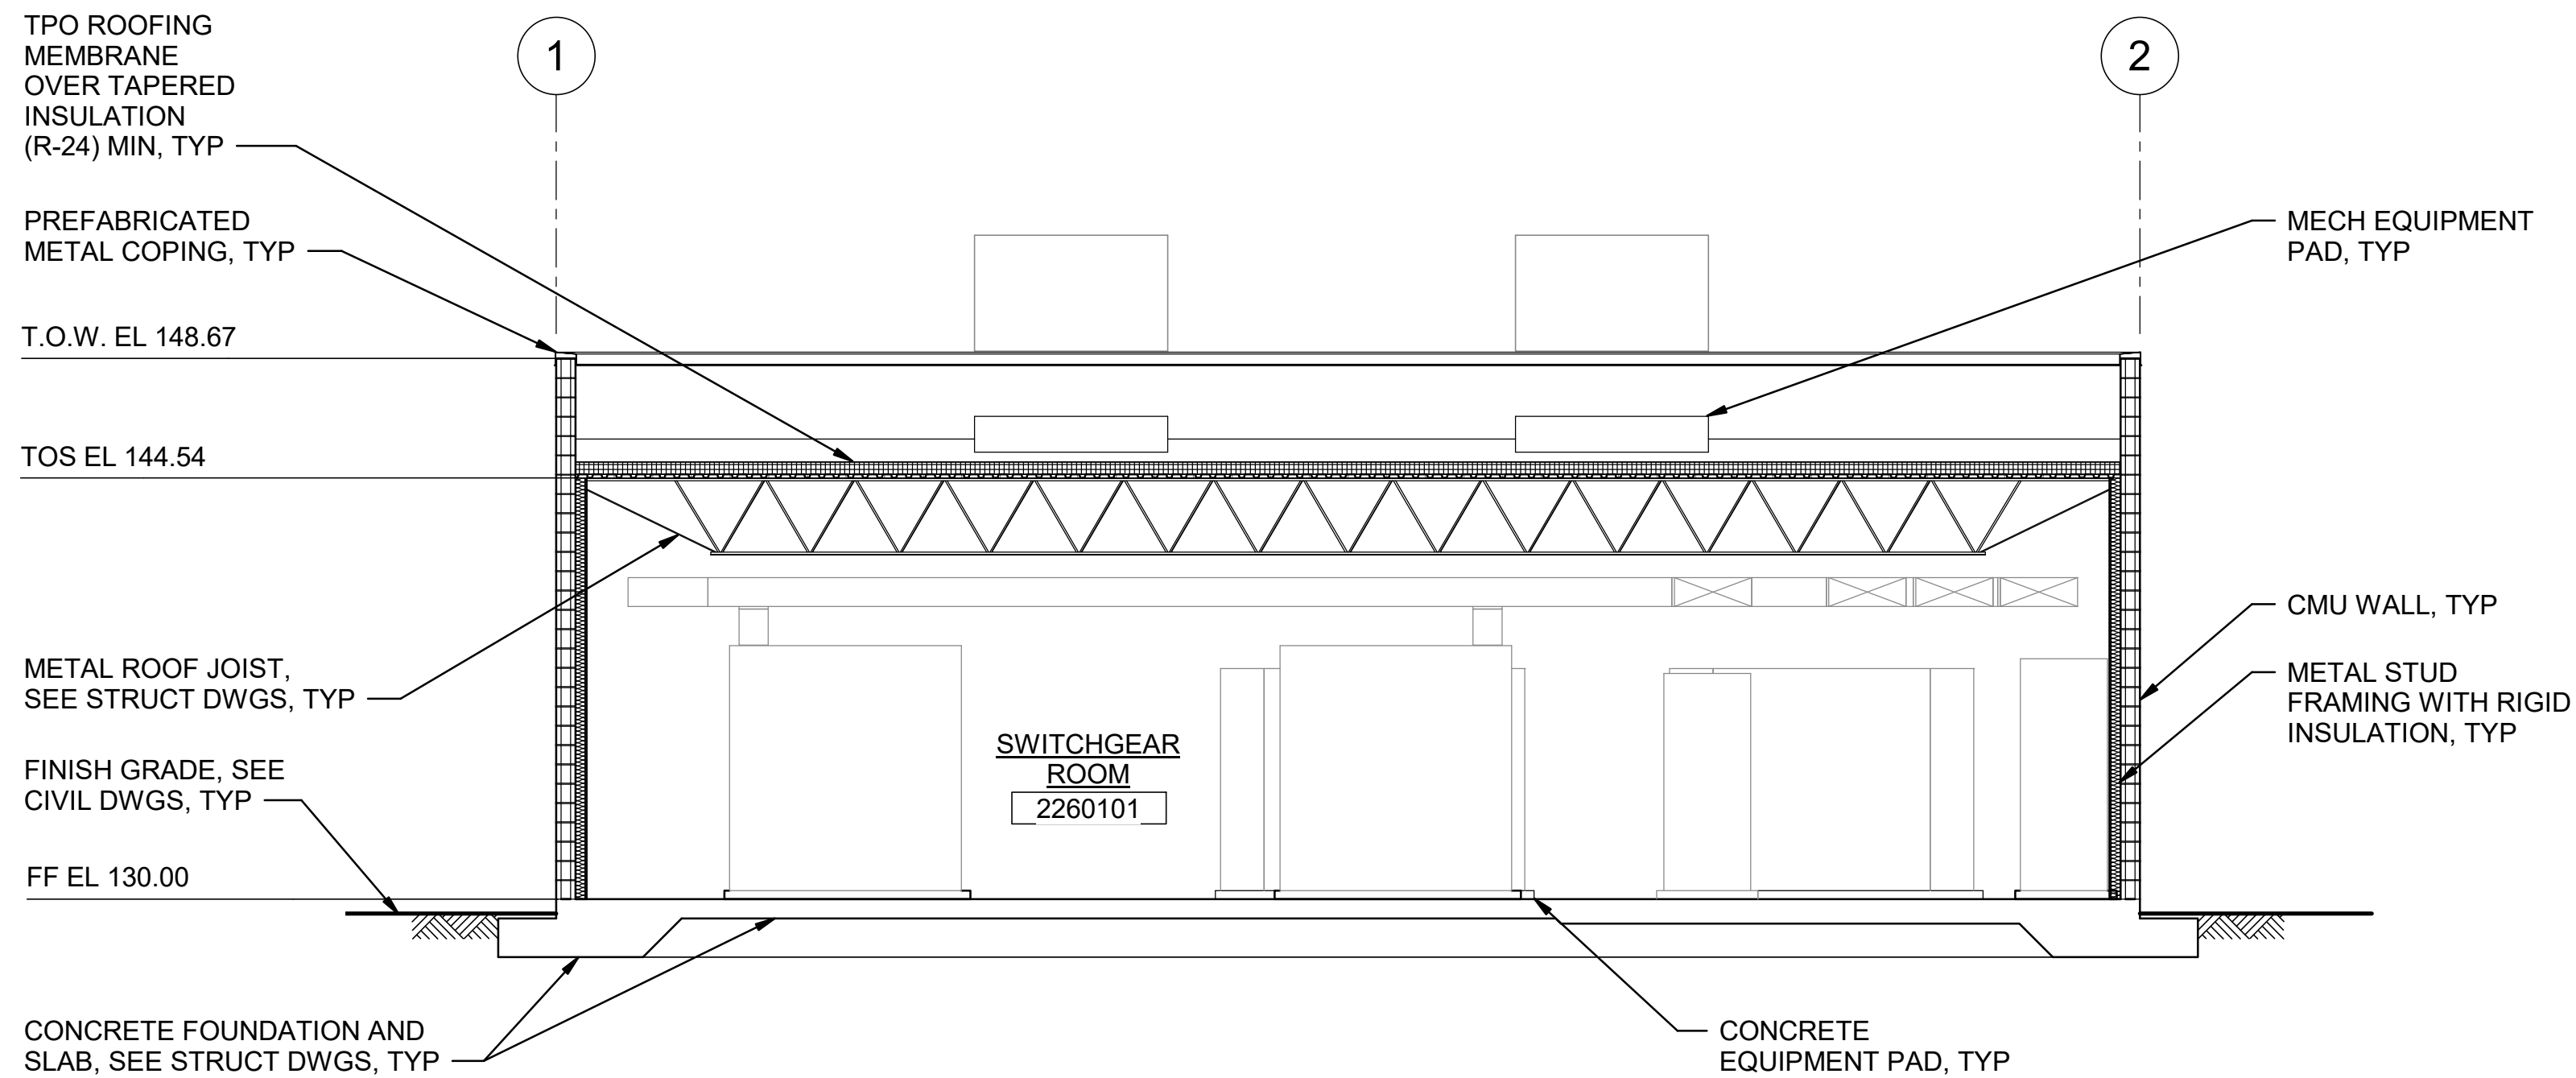 TPO ROOFING
MEMBRANE
OVER TAPERED
INSULATION
(R-24) MIN, TYP
1
2
PREFABRICATED
METAL COPING, TYP
MECH EQUIPMENT
PAD, TYP
T.O.W. EL 148.67
TOS EL 144.54
CMU WALL, TYP
METAL ROOF JOIST,
SEE STRUCT DWGS, TYP
METAL STUD
FRAMING WITH RIGID
INSULATION, TYP
SWITCHGEAR
ROOM
2260101
FINISH GRADE, SEE
CIVIL DWGS, TYP
FF EL 130.00
CONCRETE FOUNDATION AND
SLAB, SEE STRUCT DWGS, TYP
CONCRETE
EQUIPMENT PAD, TYP